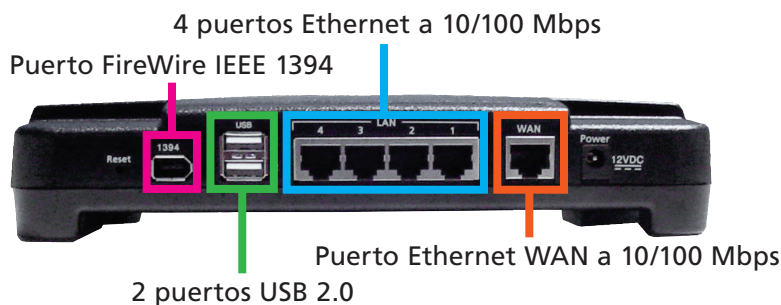 4 puertos Ethernet a 10/100 Mbps
Puerto FireWire IEEE 1394
USB
LAN
4 3 2 1
WAN
Power
1394
Reset
12VDC
Puerto Ethernet WAN a 10/100 Mbps
2 puertos USB 2.0